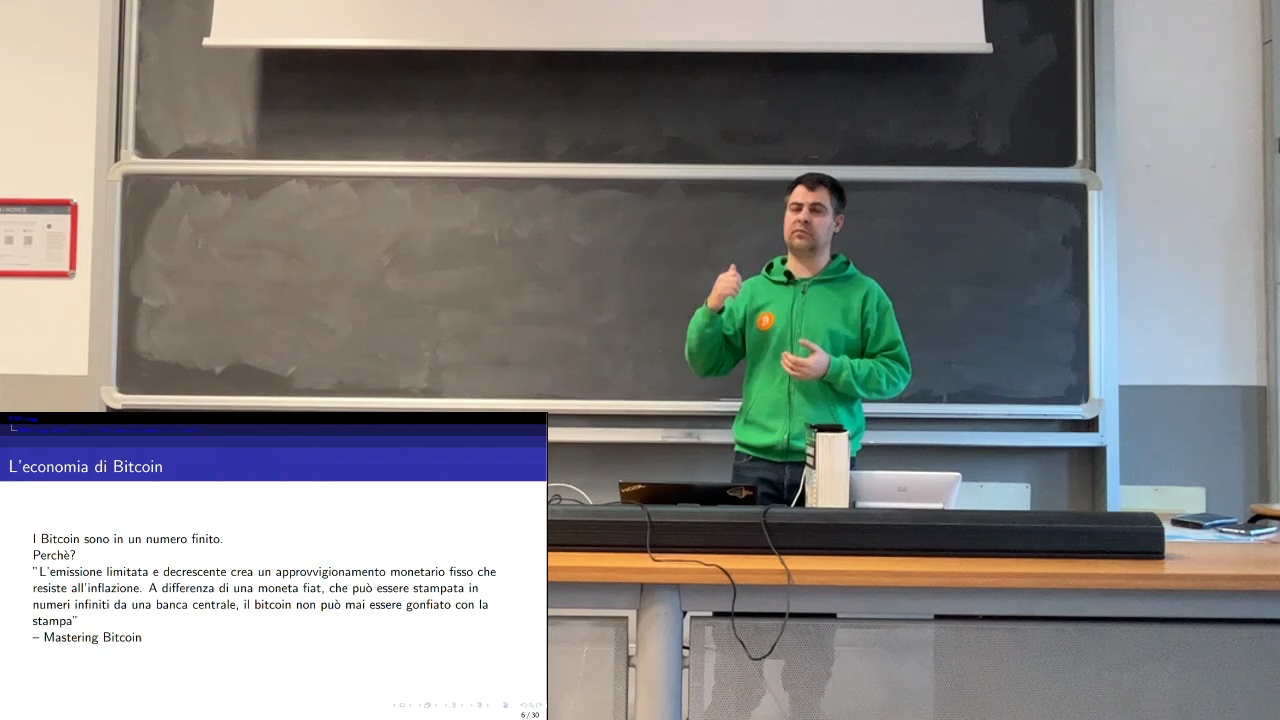 NOTICE
L'economia di Bitcoin
I Bitcoin sono in un numero finito.
Perchè?
"L'emissione limitata e decrescente crea un approvvigionamento monetario fisso che
resiste all'inflazione. A differenza di una moneta fiat, che può essere stampata in
numeri infiniti da una banca centrale, il bitcoin non può mai essere gonfiato con la
stampa"
– Mastering Bitcoin
6 / 30